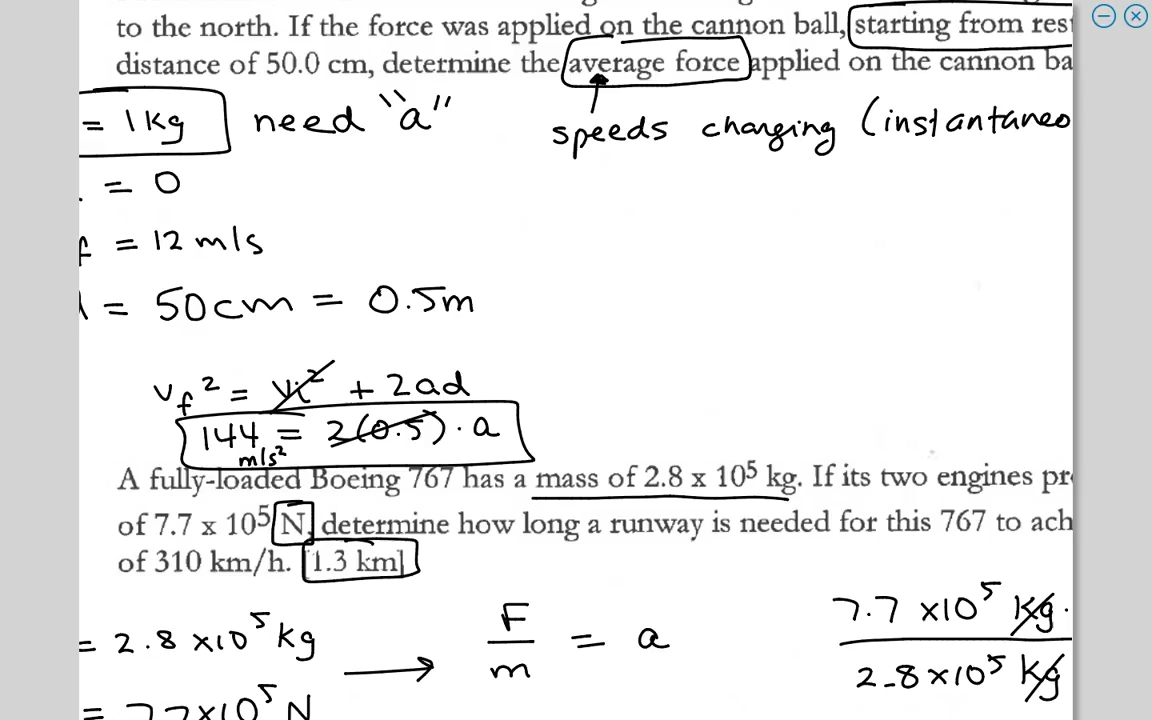 to the north. If the force was applied on the cannon ball, starting from rest
distance of 50.0 cm, determine the average force applied on the cannon ba
= 1 kg need "a"
speeds changing (instantaneo
= 0
f = 12 m/s
= 50cm = 0.5m
vf² = vi² + 2ad
144 = 2(0.5) · a
m/s²
A fully-loaded Boeing 767 has a mass of 2.8 x 10⁵ kg. If its two engines pr
of 7.7 x 10⁵ N, determine how long a runway is needed for this 767 to ach
of 310 km/h. [1.3 km]
= 2.8 x10⁵ kg → F/m = a
7.7 x10⁵ kg·
2.8 x10⁵ kg
= 7.7x10⁵ N